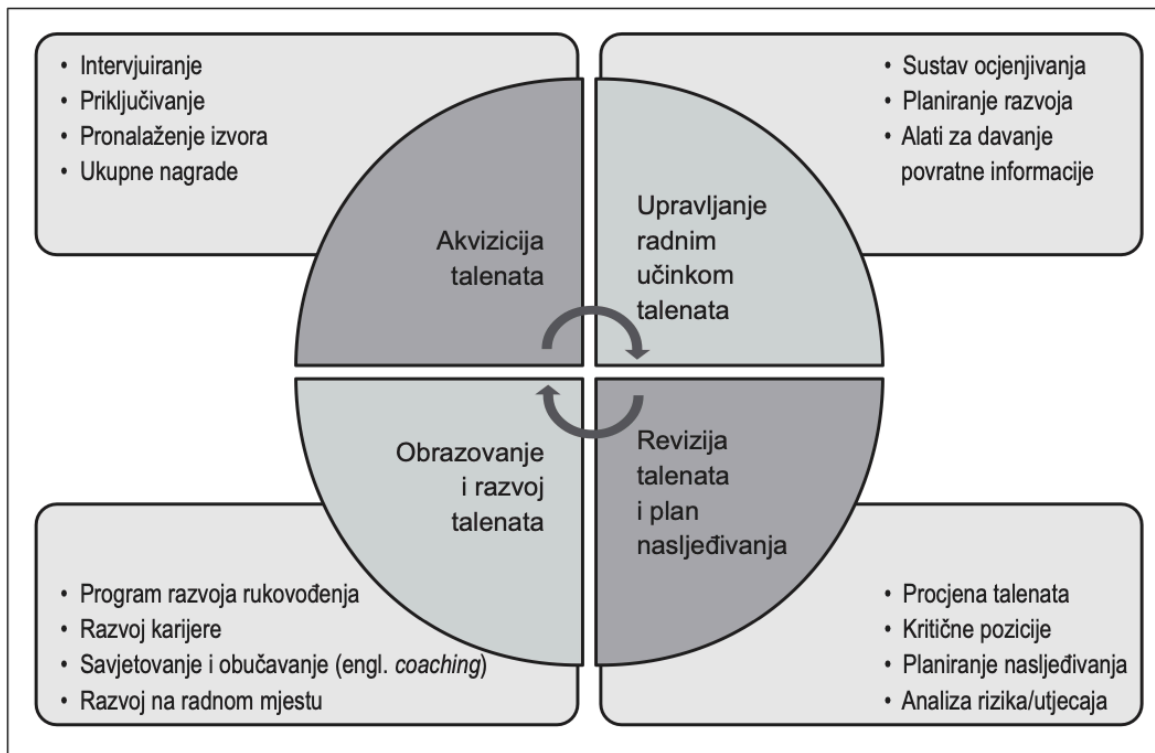 • Intervjuiranje
• Priključivanje
• Pronalaženje izvora
• Ukupne nagrade
• Sustav ocjenjivanja
• Planiranje razvoja
• Alati za davanje
povratne informacije
Akvizicija
talenata
Upravljanje
radnim
učinkom
talenata
Obrazovanje
i razvoj
talenata
Revizija
talenata
i plan
nasljeđivanja
• Program razvoja rukovođenja
• Razvoj karijere
• Savjetovanje i obučavanje (engl. coaching)
• Razvoj na radnom mjestu
• Procjena talenata
• Kritične pozicije
• Planiranje nasljeđivanja
• Analiza rizika/utjecaja